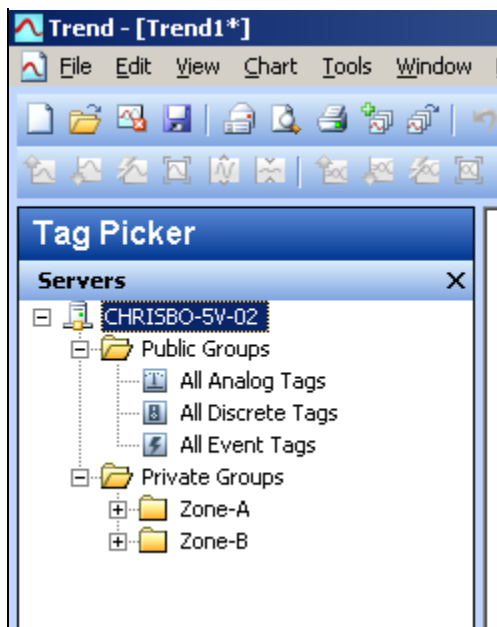 Trend - [Trend1*]
File Edit View Chart Tools Window
Tag Picker
Servers
CHRISBO-5V-02
Public Groups
All Analog Tags
All Discrete Tags
All Event Tags
Private Groups
Zone-A
Zone-B